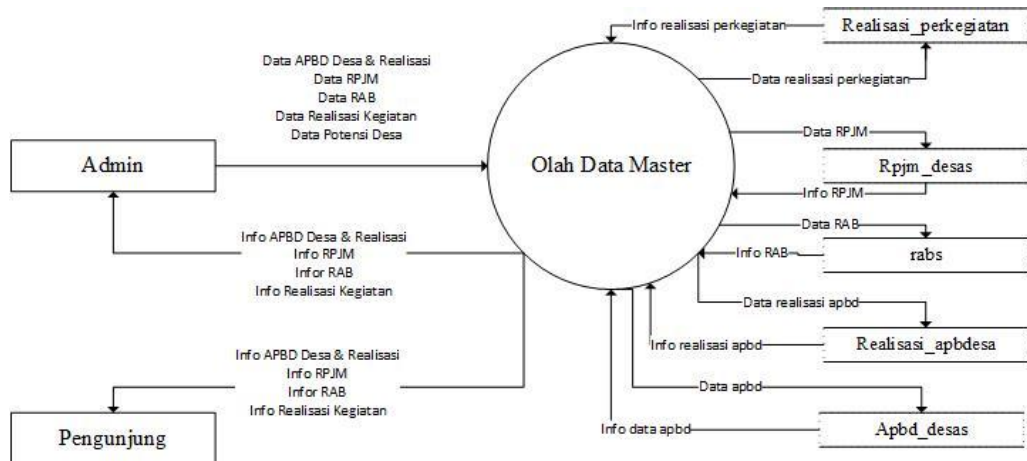 Info realisasi perkegiatan
Realisasi_perkegiatan
Data realisasi perkegiatan
Data APBD Desa & Realisasi
Data RPJM
Data RAB
Data Realisasi Kegiatan
Data Potensi Desa
Admin
Olah Data Master
Data RPJM
Rpjm_desas
Info RPJM
Data RAB
Info RAB
rabs
Info APBD Desa & Realisasi
Info RPJM
Infor RAB
Info Realisasi Kegiatan
Data realisasi apbd
Info realisasi apbd
Realisasi_apbdesa
Info APBD Desa & Realisasi
Info RPJM
Infor RAB
Info Realisasi Kegiatan
Data apbd
Info data apbd
Apbd_desas
Pengunjung